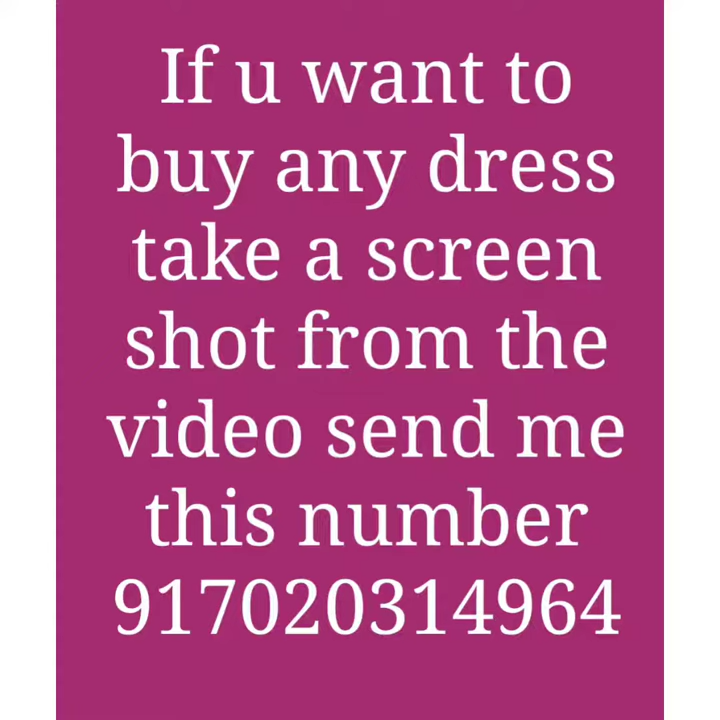 If u want to
buy any dress
take a screen
shot from the
video send me
this number
917020314964